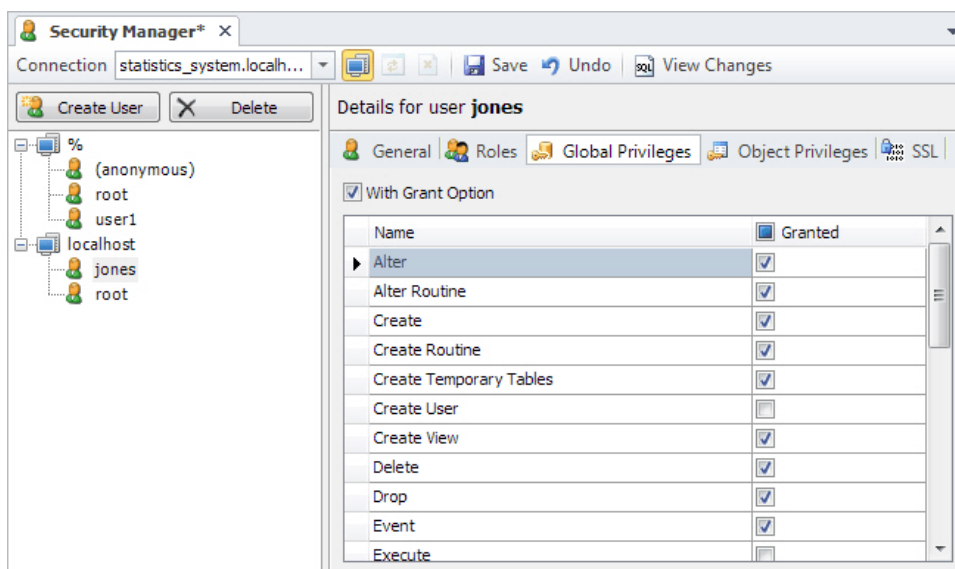 Security Manager*
Connection statistics_system.localh... Save Undo View Changes
Create User Delete
%
(anonymous)
root
user1
localhost
jones
root
Details for user jones
General Roles Global Privileges Object Privileges SSL
With Grant Option
Name Granted
Alter
Alter Routine
Create
Create Routine
Create Temporary Tables
Create User
Create View
Delete
Drop
Event
Execute